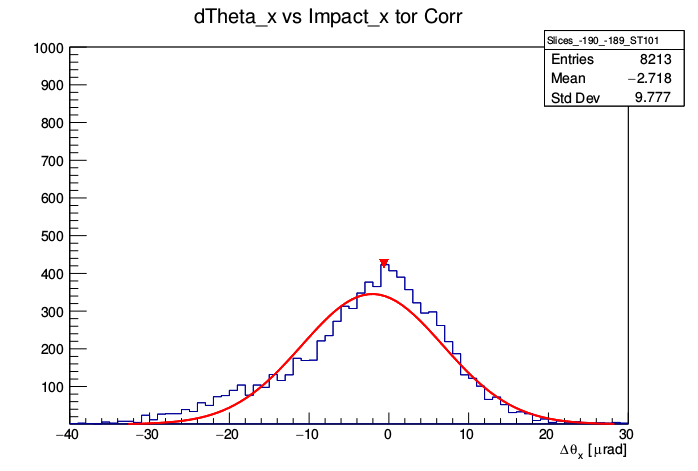 dTheta_x vs Impact_x tor Corr
Slices_-190_-189_ST101
Entries 8213
Mean −2.718
Std Dev 9.777
1000
900
800
700
600
500
400
300
200
100
−40 −30 −20 −10 0 10 20 30
Δθx [μrad]